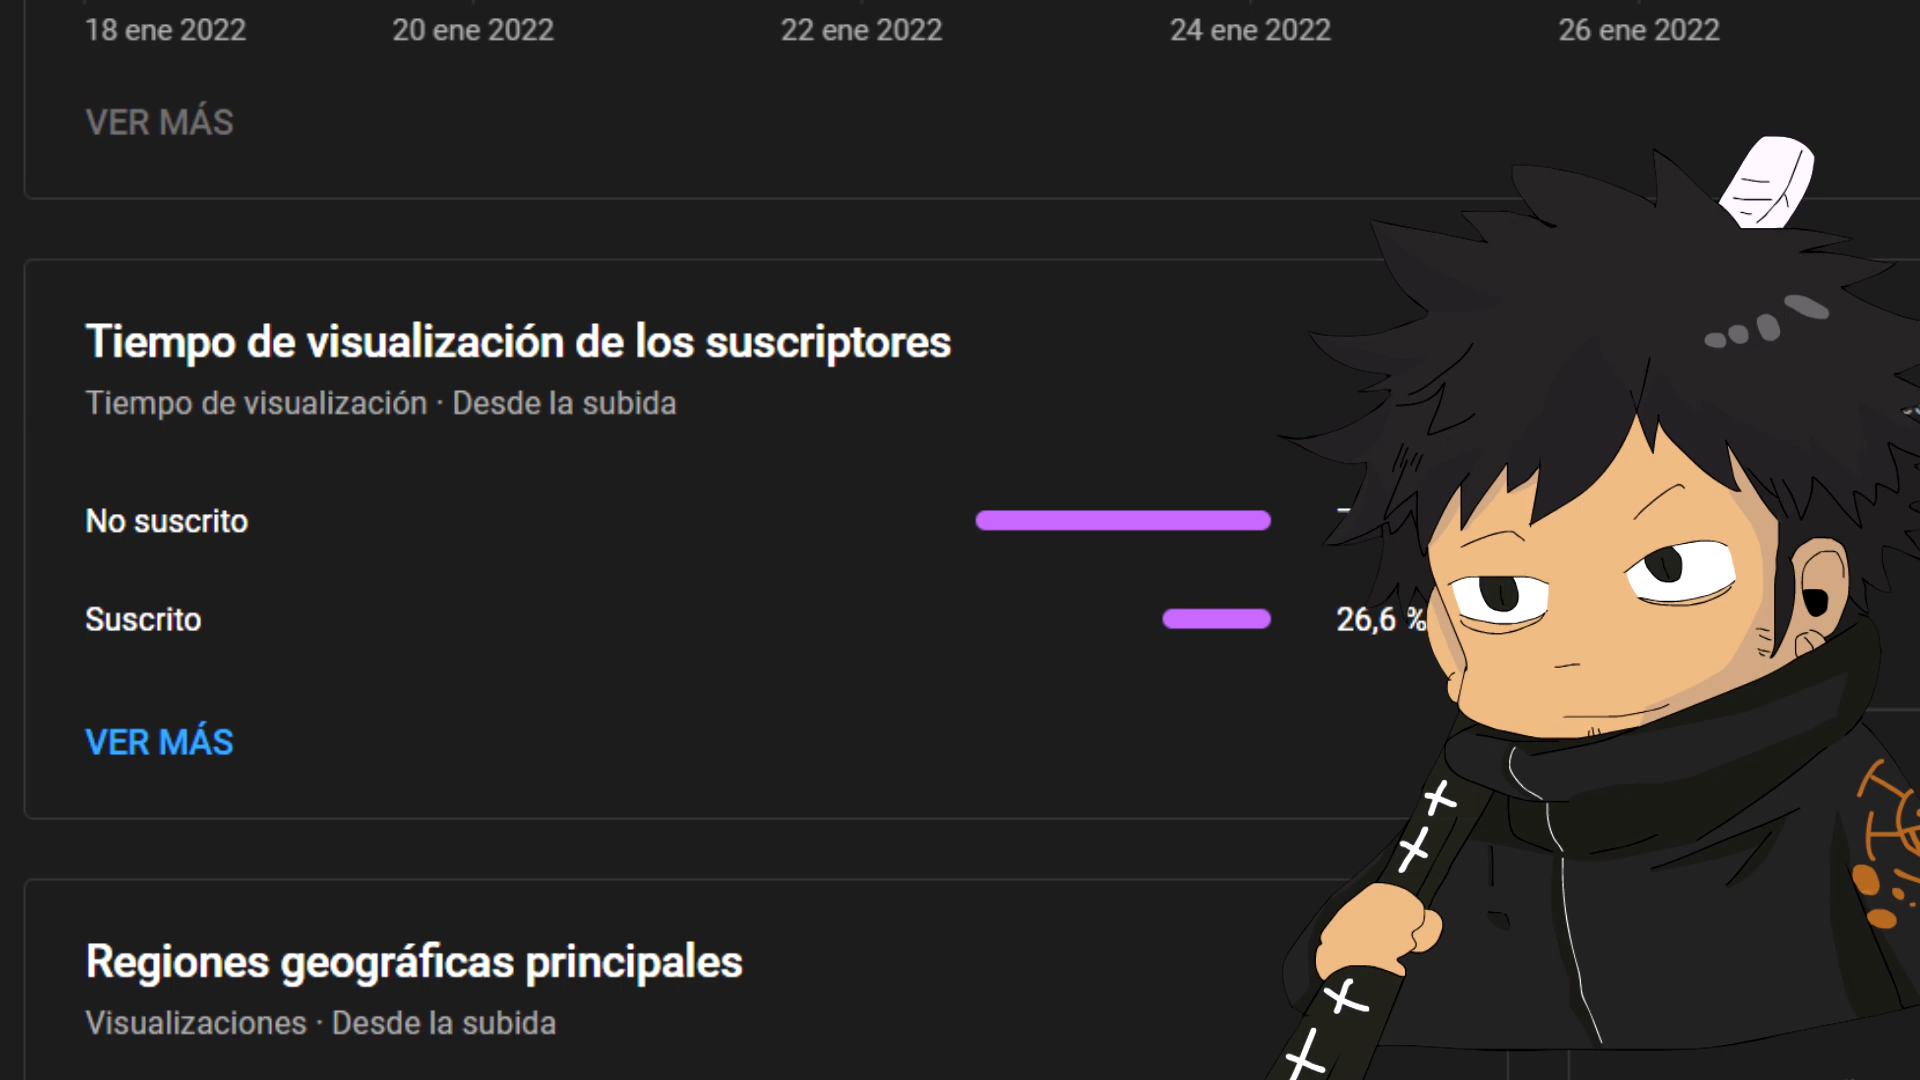 18 ene 2022 20 ene 2022 22 ene 2022 24 ene 2022 26 ene 2022
VER MÁS
Tiempo de visualización de los suscriptores
Tiempo de visualización · Desde la subida
No suscrito
Suscrito 26,6 %
VER MÁS
Regiones geográficas principales
Visualizaciones · Desde la subida